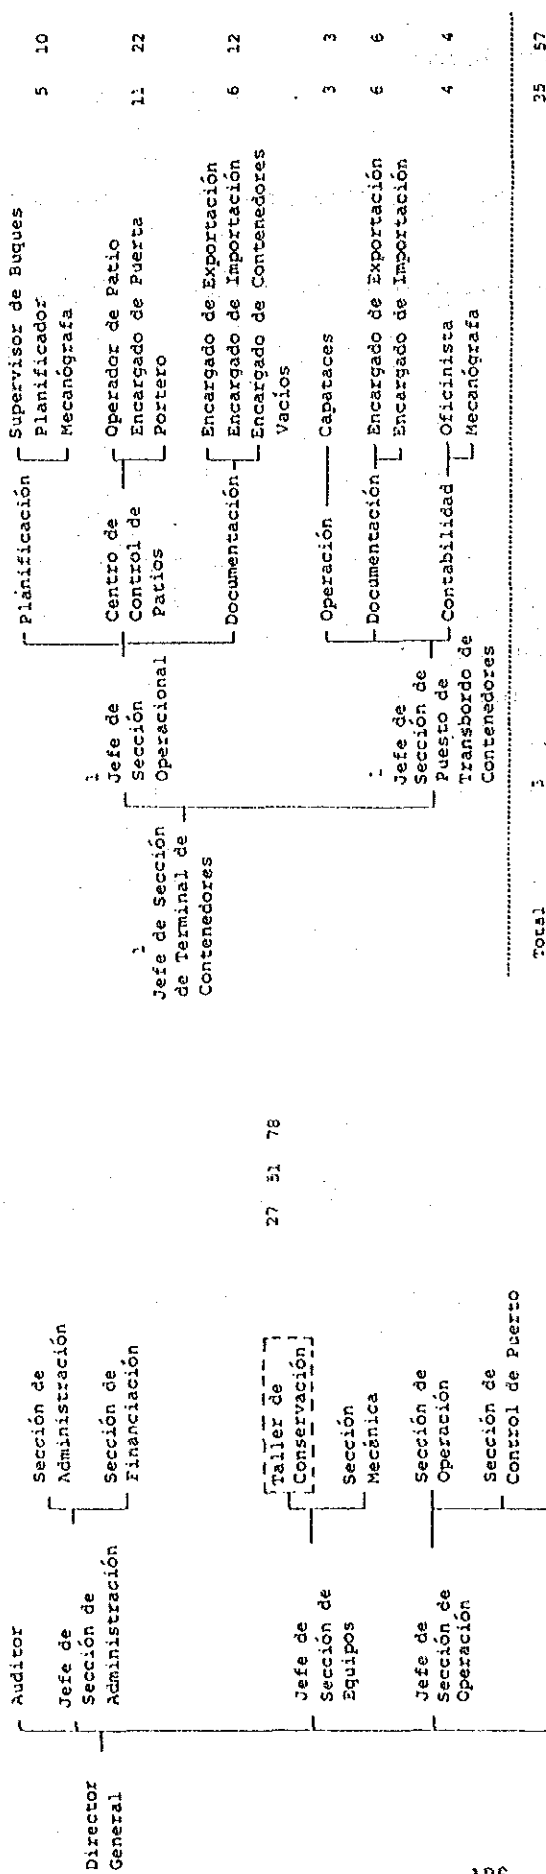 Director
General
Auditor
Jefe de
Sección de
Administración
Sección de
Administración
Sección de
Financiación
Jefe de
Sección de
Equipos
Taller de
Conservación
27 51 78
Sección
Mecánica
Jefe de
Sección de
Operación
Sección de
Operación
Sección de
Control de Puerto
1
Jefe de Sección
de Terminal de
Contenedores
1
Jefe de
Sección
Operacional
Planificación
Supervisor de Buques
Planificador
Mecanógrafa
5 10
Centro de
Control de
Patios
Operador de Patio
Encargado de Puerta
Portero
11 22
Documentación
Encargado de Exportación
Encargado de Importación
Encargado de Contenedores
Vacíos
6 12
Jefe de
Sección de
Puesto de
Transbordo de
Contenedores
Operación
Capataces
3 3
Documentación
Encargado de Exportación
Encargado de Importación
6 6
Contabilidad
Oficinista
Mecanógrafa
4 4
Total 3 35 57